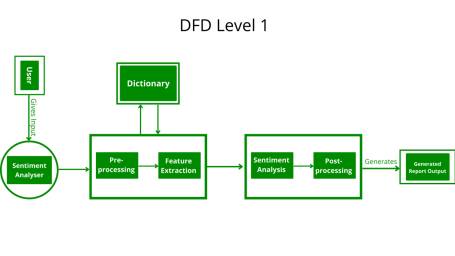 DFD Level 1
User
Gives Input
Dictionary
Sentiment
Analyser
Pre-
processing
Feature
Extraction
Sentiment
Analysis
Post-
processing
Generates
Generated
Report Output